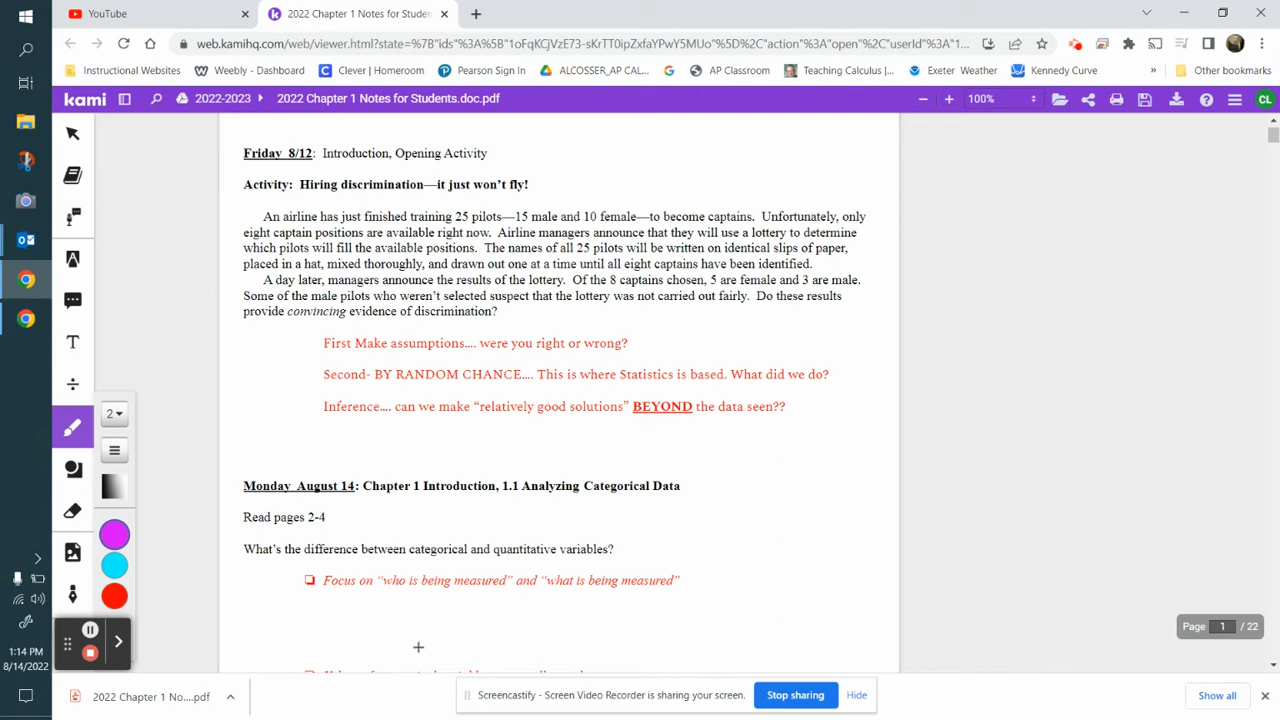 YouTube
2022 Chapter 1 Notes for Studen
web.kamihq.com/web/viewer.html?state=%7B"ids"%3A%5B"1oFqKCjVzE73-sKrTT0ipZxfaYPwY5MUo"%5D%2C"action"%3A"open"%2C"userId"%3A"1...
Instructional Websites
Weebly - Dashboard
Clever | Homeroom
Pearson Sign In
ALCOSSER_AP CAL...
AP Classroom
Teaching Calculus |...
Exeter Weather
Kennedy Curve
»
Other bookmarks
kami
2022-2023
2022 Chapter 1 Notes for Students.doc.pdf
100%
CL
Friday 8/12: Introduction, Opening Activity
Activity: Hiring discrimination—it just won't fly!
An airline has just finished training 25 pilots—15 male and 10 female—to become captains. Unfortunately, only
eight captain positions are available right now. Airline managers announce that they will use a lottery to determine
which pilots will fill the available positions. The names of all 25 pilots will be written on identical slips of paper,
placed in a hat, mixed thoroughly, and drawn out one at a time until all eight captains have been identified.
A day later, managers announce the results of the lottery. Of the 8 captains chosen, 5 are female and 3 are male.
Some of the male pilots who weren't selected suspect that the lottery was not carried out fairly. Do these results
provide convincing evidence of discrimination?
First Make assumptions.... were you right or wrong?
Second- BY RANDOM CHANCE.... This is where Statistics is based. What did we do?
Inference.... can we make "relatively good solutions" BEYOND the data seen??
Monday August 14: Chapter 1 Introduction, 1.1 Analyzing Categorical Data
Read pages 2-4
What's the difference between categorical and quantitative variables?
Focus on "who is being measured" and "what is being measured"
2
Page 1 / 22
1:14 PM
8/14/2022
2022 Chapter 1 No....pdf
Screencastify - Screen Video Recorder is sharing your screen.
Stop sharing
Hide
Show all